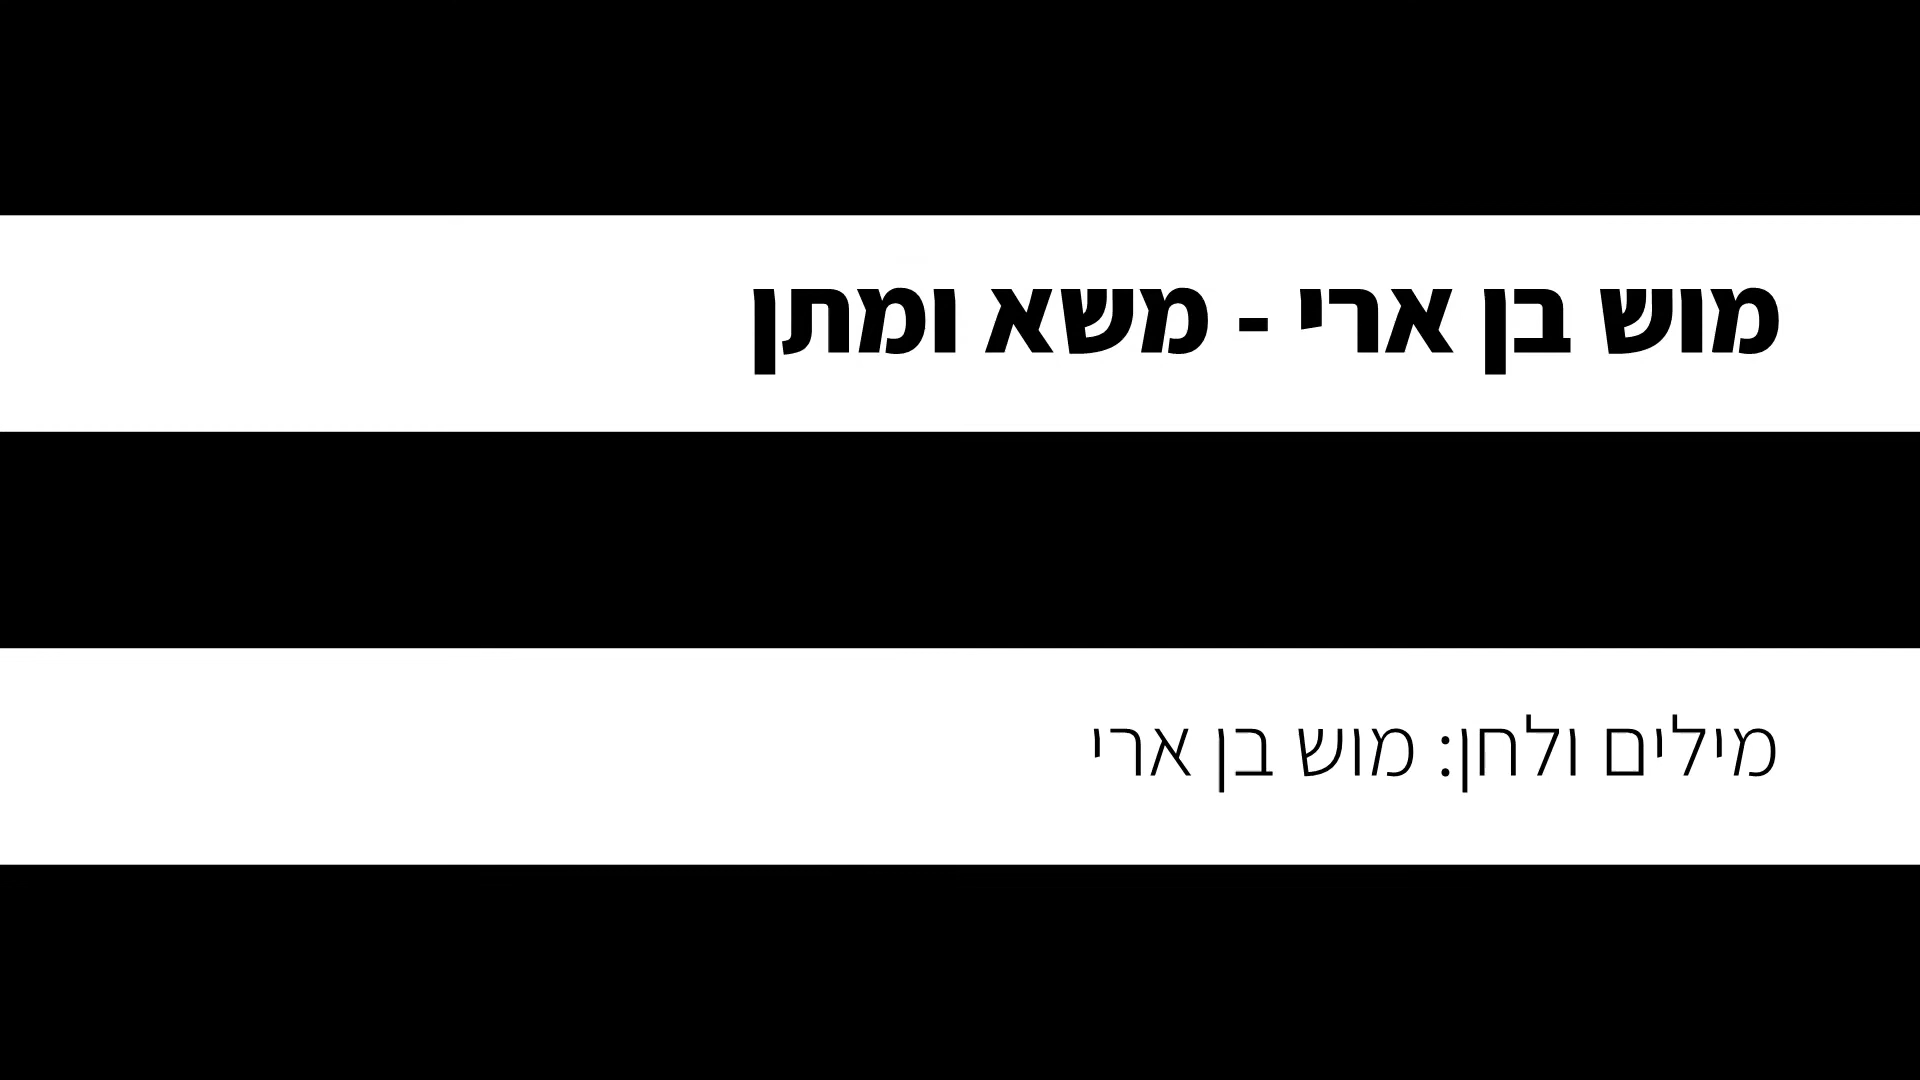 מוש בן ארי - משא ומתן
מילים ולחן: מוש בן ארי